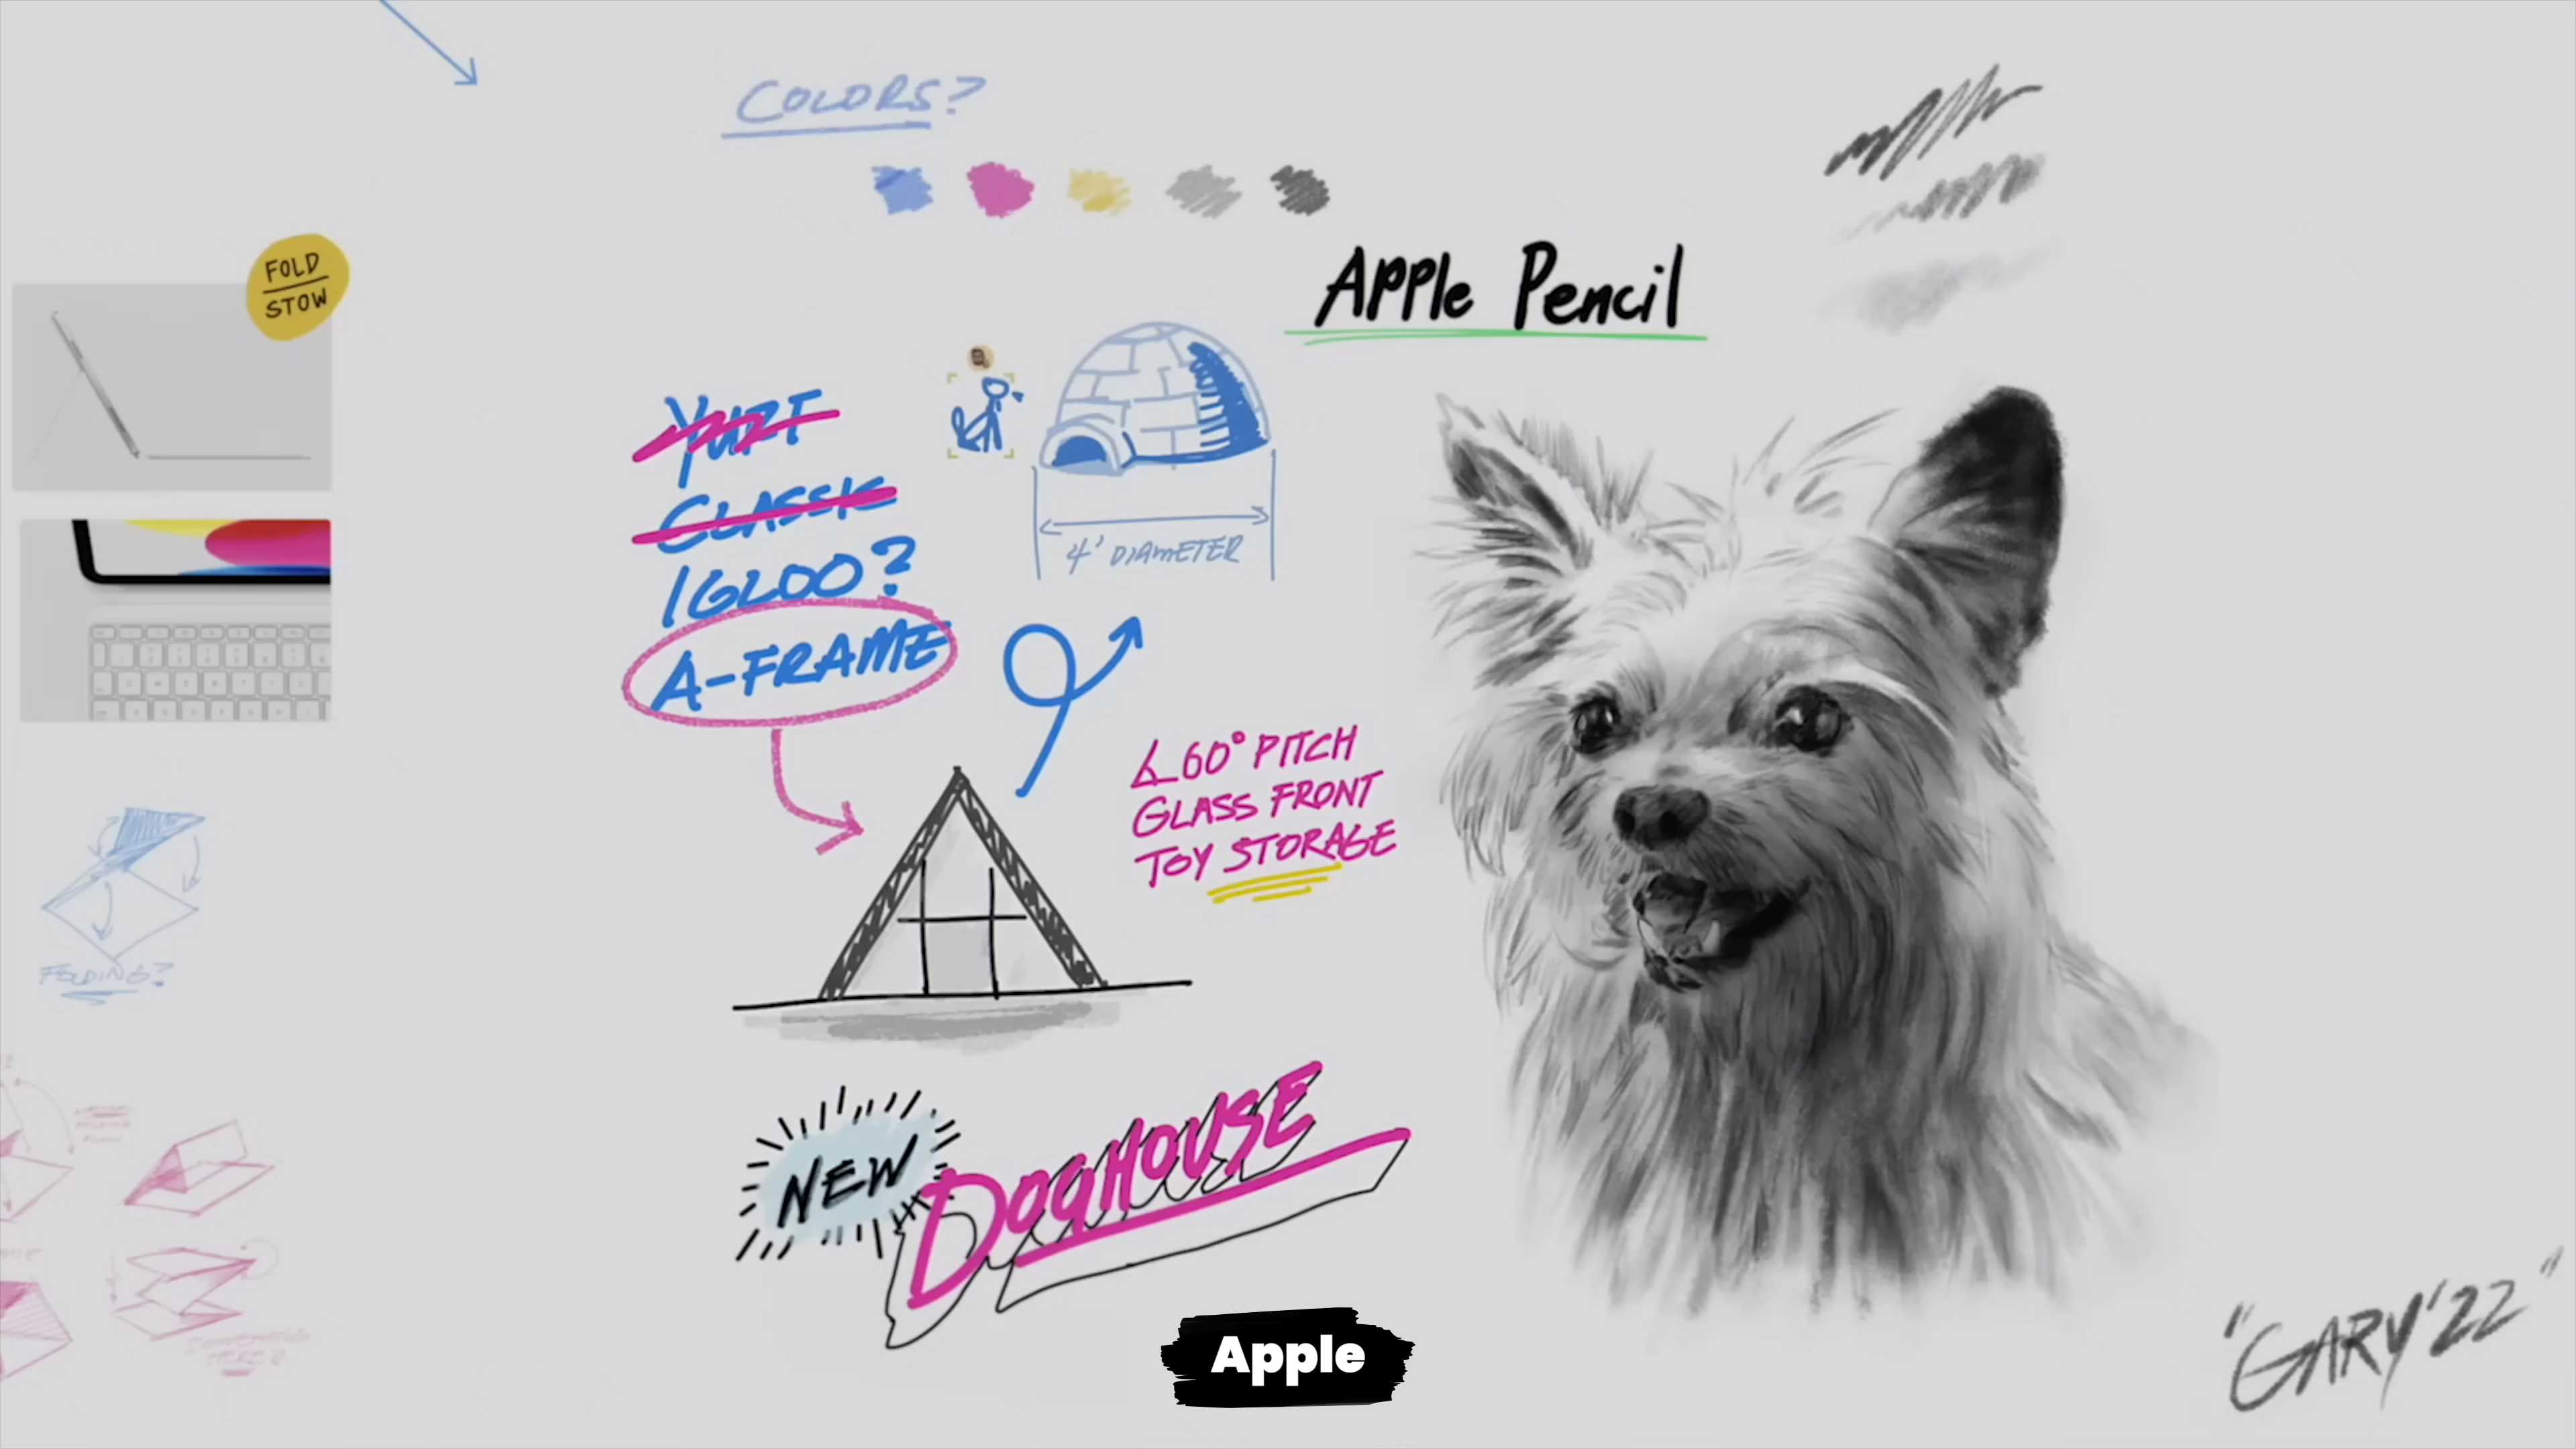 COLORS?
FOLD
STOW
Apple Pencil
YURT
CLASSIC
IGLOO?
A-FRAME
4' DIAMETER
60° PITCH
GLASS FRONT
TOY STORAGE
FOLDING?
NEW
DOGHOUSE
Apple
"GARY '22"